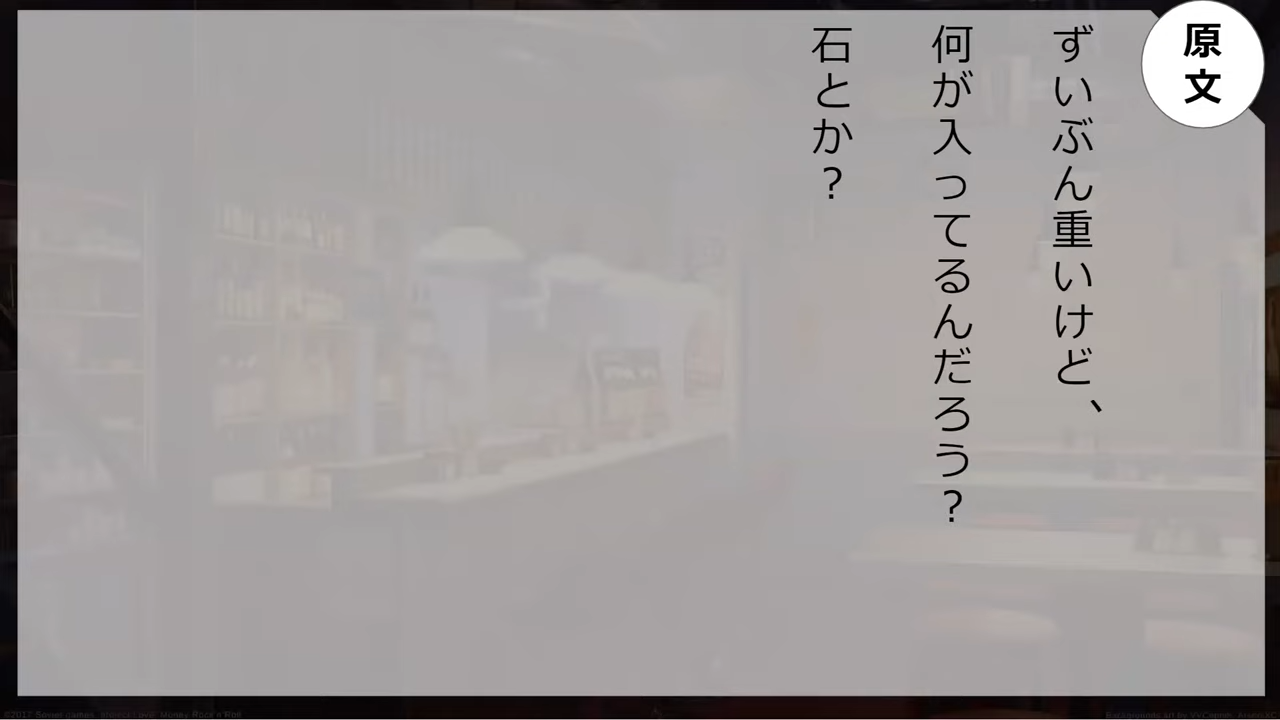 原文
ずいぶん重いけど、
何が入ってるんだろう？
石とか？